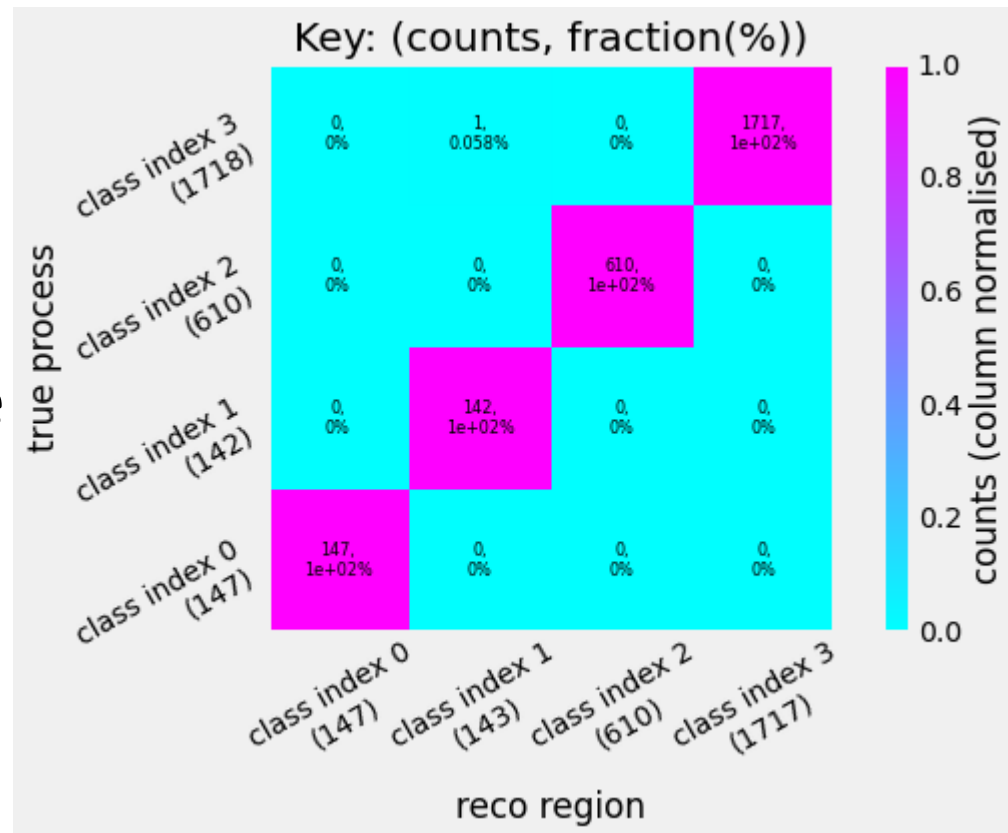 Key: (counts, fraction(%))
class index 3
(1718)
class index 2
(610)
class index 1
(142)
class index 0
(147)
true process
0,
0%
1,
0.058%
0,
0%
1717,
1e+02%
0,
0%
0,
0%
610,
1e+02%
0,
0%
0,
0%
142,
1e+02%
0,
0%
0,
0%
147,
1e+02%
0,
0%
0,
0%
0,
0%
class index 0
(147)
class index 1
(143)
class index 2
(610)
class index 3
(1717)
reco region
1.0
0.8
0.6
0.4
0.2
0.0
counts (column normalised)